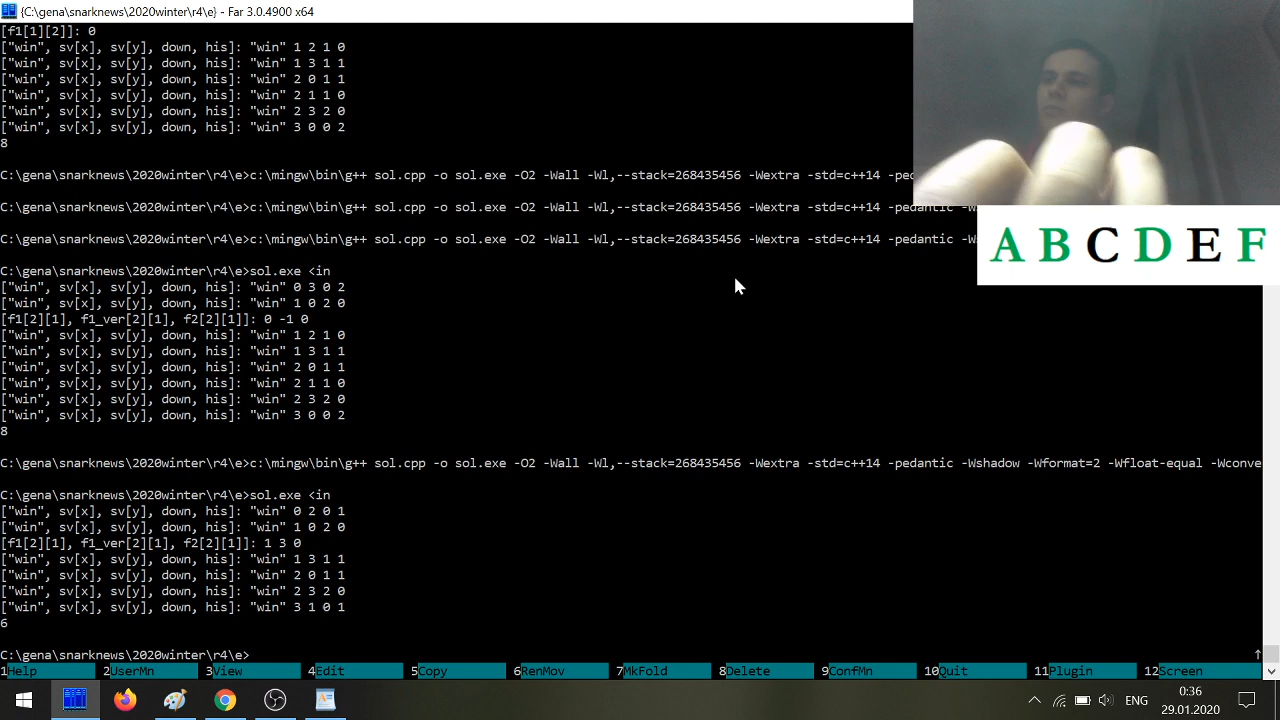 {C:\gena\snarknews\2020winter\r4\e} - Far 3.0.4900 x64
[f1[1][2]]: 0
["win", sv[x], sv[y], down, his]: "win" 1 2 1 0
["win", sv[x], sv[y], down, his]: "win" 1 3 1 1
["win", sv[x], sv[y], down, his]: "win" 2 0 1 1
["win", sv[x], sv[y], down, his]: "win" 2 1 1 0
["win", sv[x], sv[y], down, his]: "win" 2 3 2 0
["win", sv[x], sv[y], down, his]: "win" 3 0 0 2
8
C:\gena\snarknews\2020winter\r4\e>c:\mingw\bin\g++ sol.cpp -o sol.exe -O2 -Wall -Wl,--stack=268435456 -Wextra -std=c++14 -ped
C:\gena\snarknews\2020winter\r4\e>c:\mingw\bin\g++ sol.cpp -o sol.exe -O2 -Wall -Wl,--stack=268435456 -Wextra -std=c++14 -pedantic -W
C:\gena\snarknews\2020winter\r4\e>c:\mingw\bin\g++ sol.cpp -o sol.exe -O2 -Wall -Wl,--stack=268435456 -Wextra -std=c++14 -pedantic -Ws
A B C D E F
C:\gena\snarknews\2020winter\r4\e>sol.exe <in
["win", sv[x], sv[y], down, his]: "win" 0 3 0 2
["win", sv[x], sv[y], down, his]: "win" 1 0 2 0
[f1[2][1], f1_ver[2][1], f2[2][1]]: 0 -1 0
["win", sv[x], sv[y], down, his]: "win" 1 2 1 0
["win", sv[x], sv[y], down, his]: "win" 1 3 1 1
["win", sv[x], sv[y], down, his]: "win" 2 0 1 1
["win", sv[x], sv[y], down, his]: "win" 2 1 1 0
["win", sv[x], sv[y], down, his]: "win" 2 3 2 0
["win", sv[x], sv[y], down, his]: "win" 3 0 0 2
8
C:\gena\snarknews\2020winter\r4\e>c:\mingw\bin\g++ sol.cpp -o sol.exe -O2 -Wall -Wl,--stack=268435456 -Wextra -std=c++14 -pedantic -Wshadow -Wformat=2 -Wfloat-equal -Wconve
C:\gena\snarknews\2020winter\r4\e>sol.exe <in
["win", sv[x], sv[y], down, his]: "win" 0 2 0 1
["win", sv[x], sv[y], down, his]: "win" 1 0 2 0
[f1[2][1], f1_ver[2][1], f2[2][1]]: 1 3 0
["win", sv[x], sv[y], down, his]: "win" 1 3 1 1
["win", sv[x], sv[y], down, his]: "win" 2 0 1 1
["win", sv[x], sv[y], down, his]: "win" 2 3 2 0
["win", sv[x], sv[y], down, his]: "win" 3 1 0 1
6
C:\gena\snarknews\2020winter\r4\e>
1Help 2UserMn 3View 4Edit 5Copy 6RenMov 7MkFold 8Delete 9ConfMn 10Quit 11Plugin 12Screen
ENG
0:36
29.01.2020